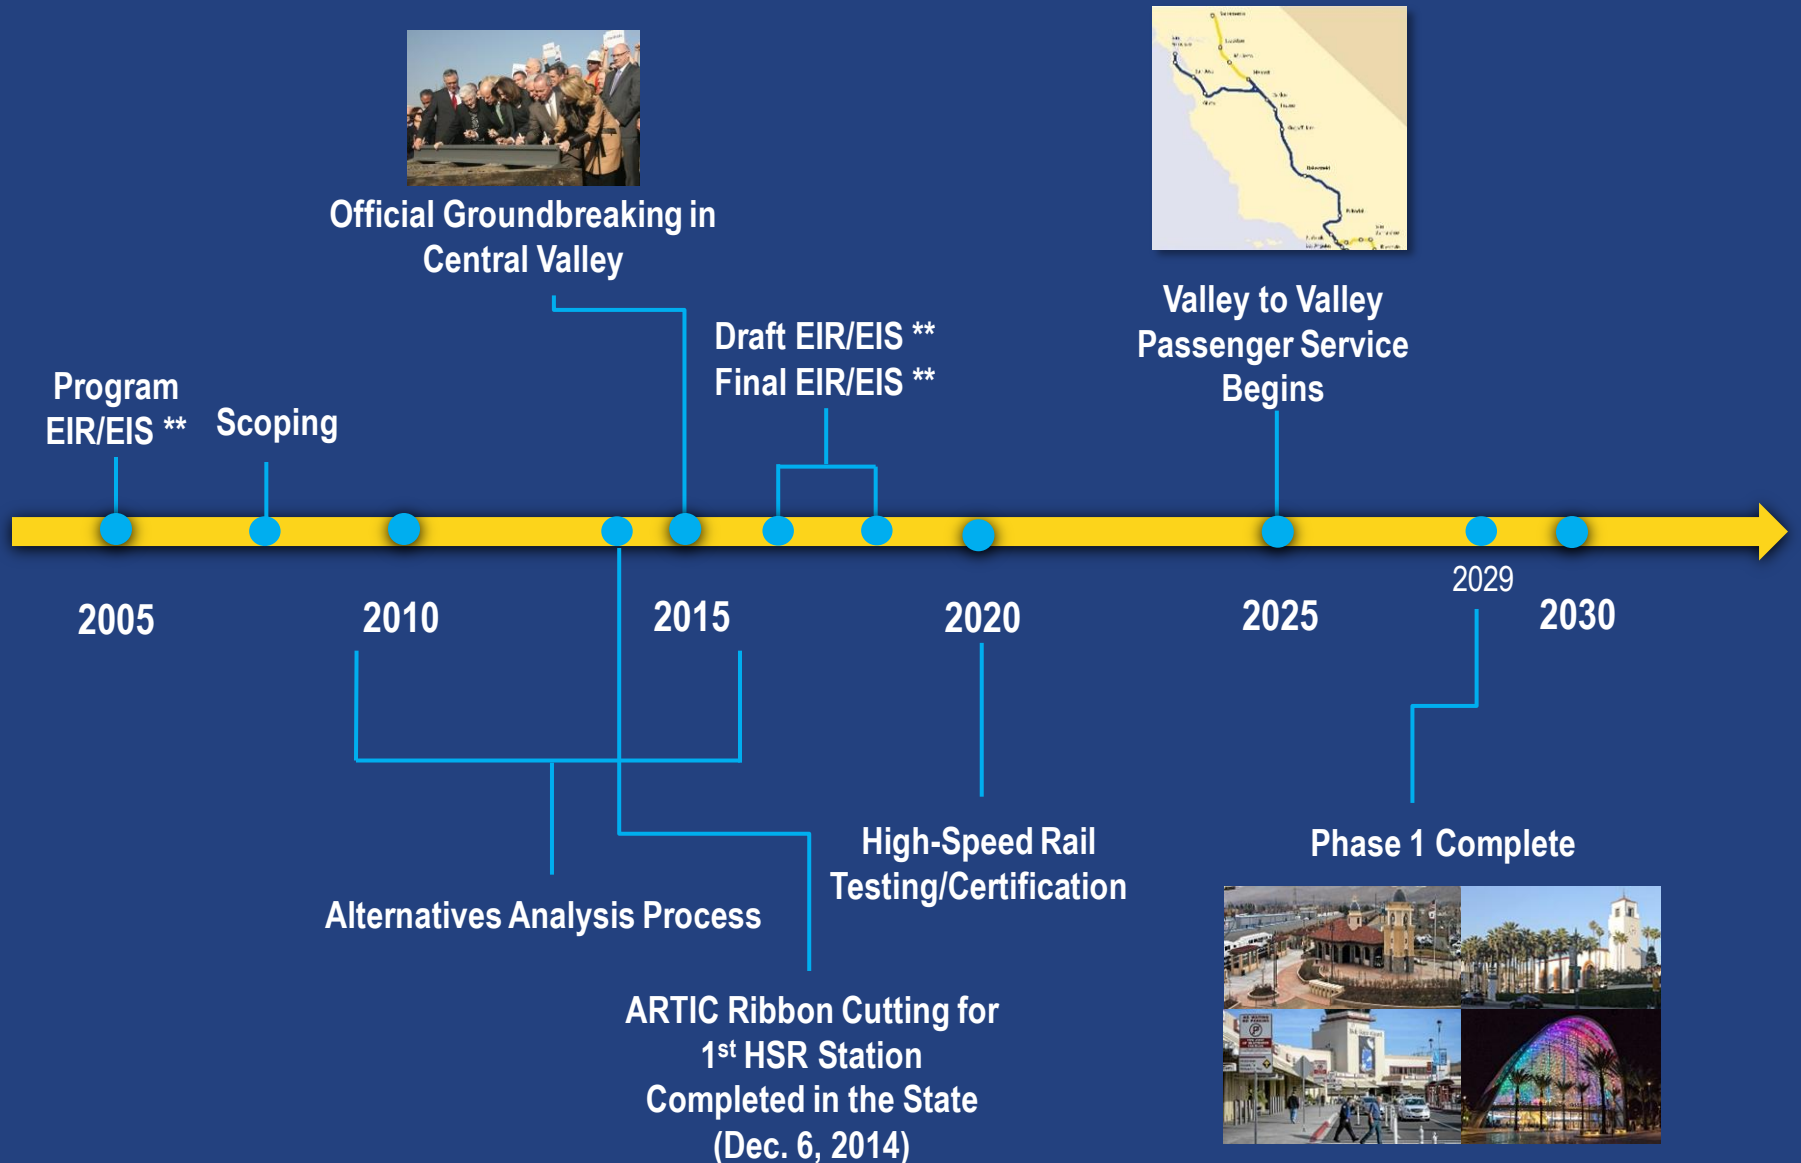 Official Groundbreaking in
Central Valley
Valley to Valley
Passenger Service
Begins
Draft EIR/EIS **
Final EIR/EIS **
Program
EIR/EIS **
Scoping
2005
2010
2015
2020
2025
2029
2030
Alternatives Analysis Process
High-Speed Rail
Testing/Certification
Phase 1 Complete
ARTIC Ribbon Cutting for
1st HSR Station
Completed in the State
(Dec. 6, 2014)